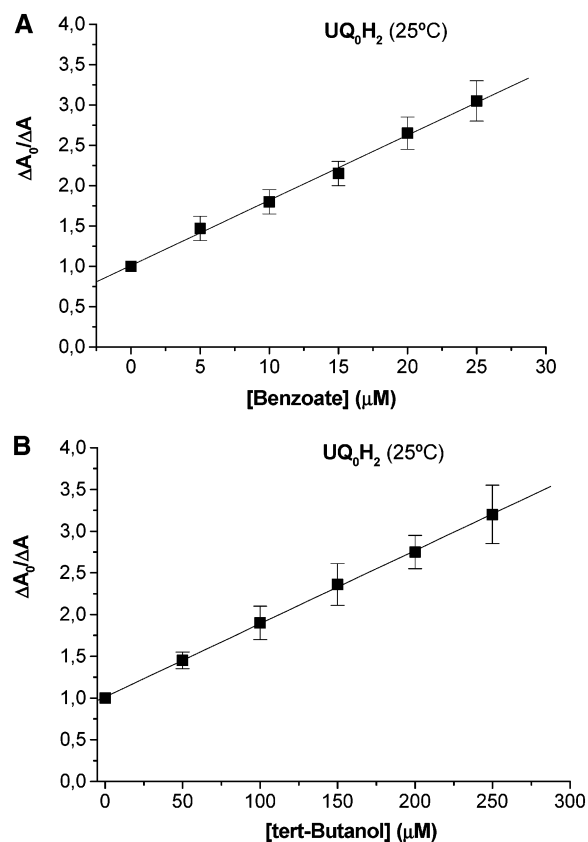 A
UQ₀H₂ (25ºC)
4,0
3,5
3,0
2,5
2,0
1,5
1,0
0,5
0,0
ΔA₀/ΔA
0 5 10 15 20 25 30
[Benzoate] (μM)
B
UQ₀H₂ (25ºC)
4,0
3,5
3,0
2,5
2,0
1,5
1,0
0,5
0,0
ΔA₀/ΔA
0 50 100 150 200 250 300
[tert-Butanol] (μM)